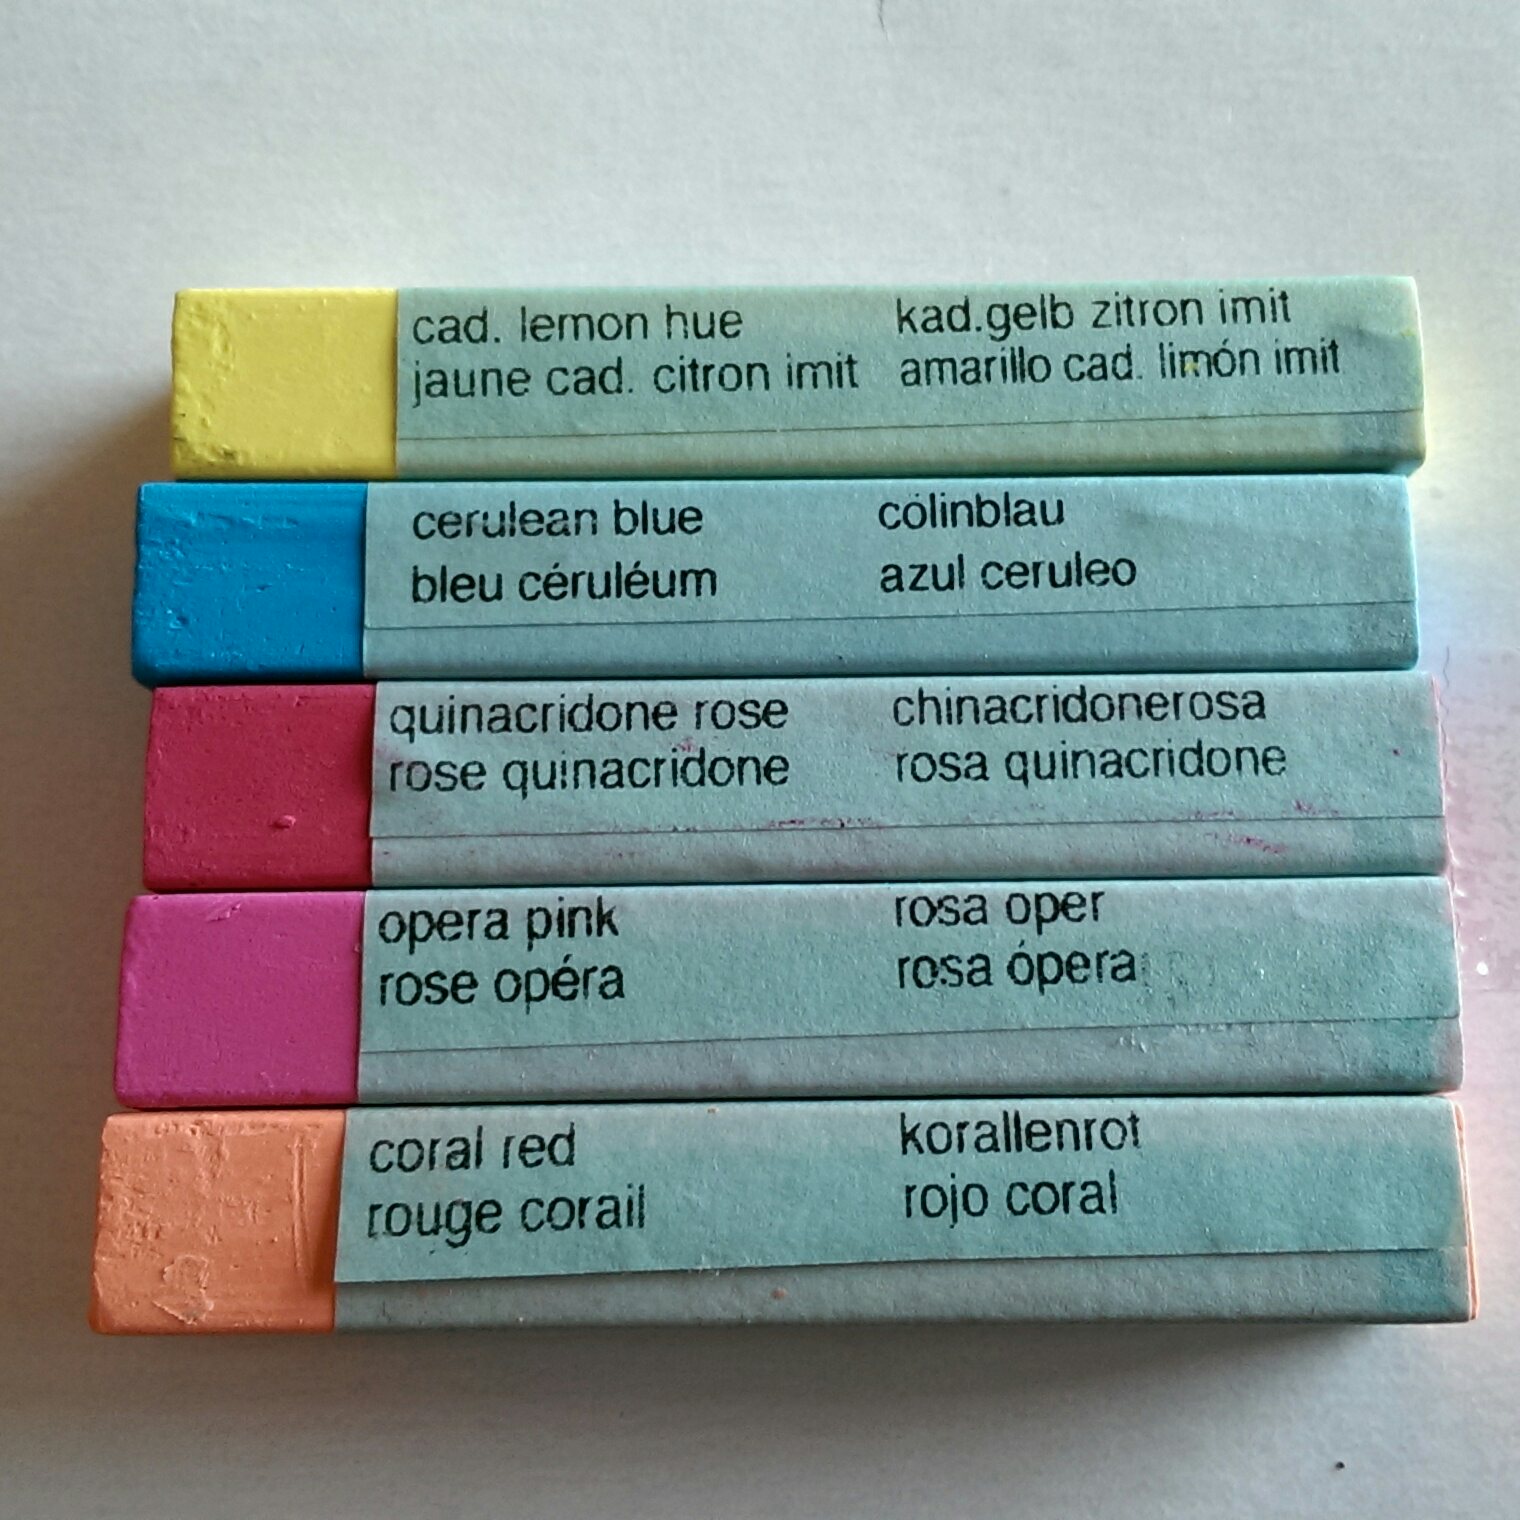 cad. lemon hue kad.gelb zitron imit
jaune cad. citron imit amarillo cad. limón imit
cerulean blue cölinblau
bleu céruléum azul ceruleo
quinacridone rose chinacridonerosa
rose quinacridone rosa quinacridone
opera pink rosa oper
rose opéra rosa ópera
coral red korallenrot
rouge corail rojo coral